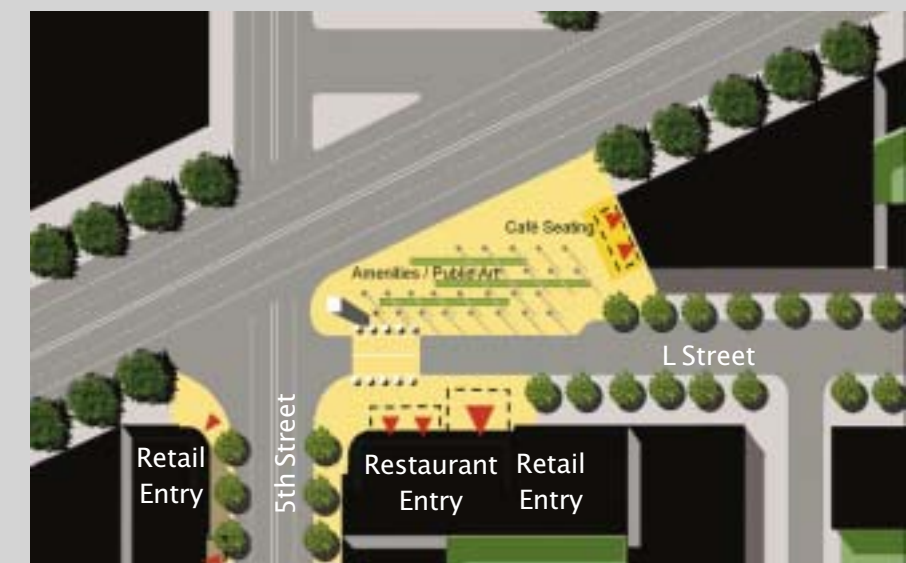 Café Seating
Amenities / Public Art
L Street
5th Street
Retail
Entry
Restaurant
Entry
Retail
Entry